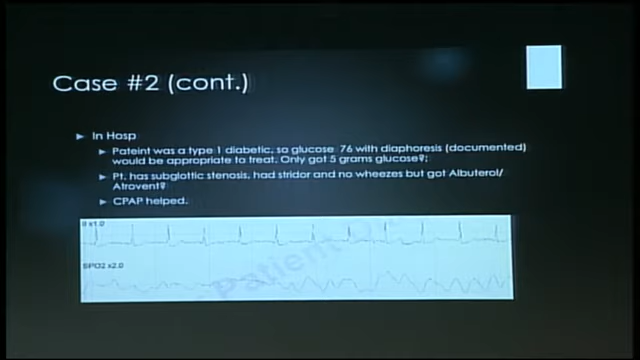 Case #2 (cont.)
In Hosp
Pateint was a type 1 diabetic, so glucose 76 with diaphoresis (documented)
would be appropriate to treat. Only got 5 grams glucose?;
Pt. has subglottic stenosis, had stridor and no wheezes but got Albuterol/
Atrovent?
CPAP helped.
x1.0
SPO2 x2.0
Patient